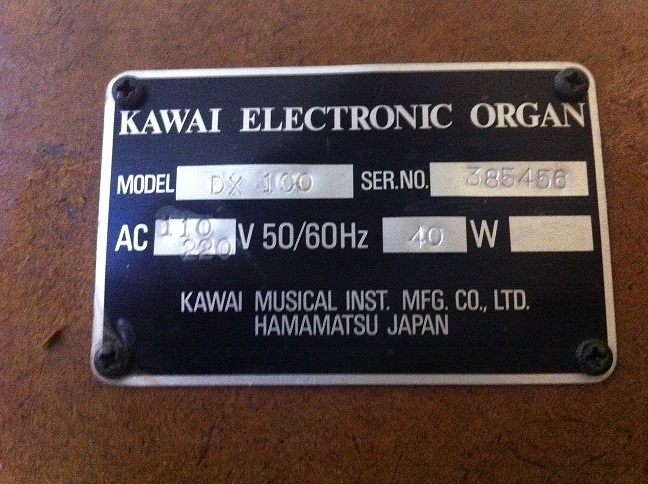 KAWAI ELECTRONIC ORGAN
MODEL DX 100 SER.NO. 385456
AC 110 220 V 50/60Hz 40 W
KAWAI MUSICAL INST. MFG. CO., LTD.
HAMAMATSU JAPAN